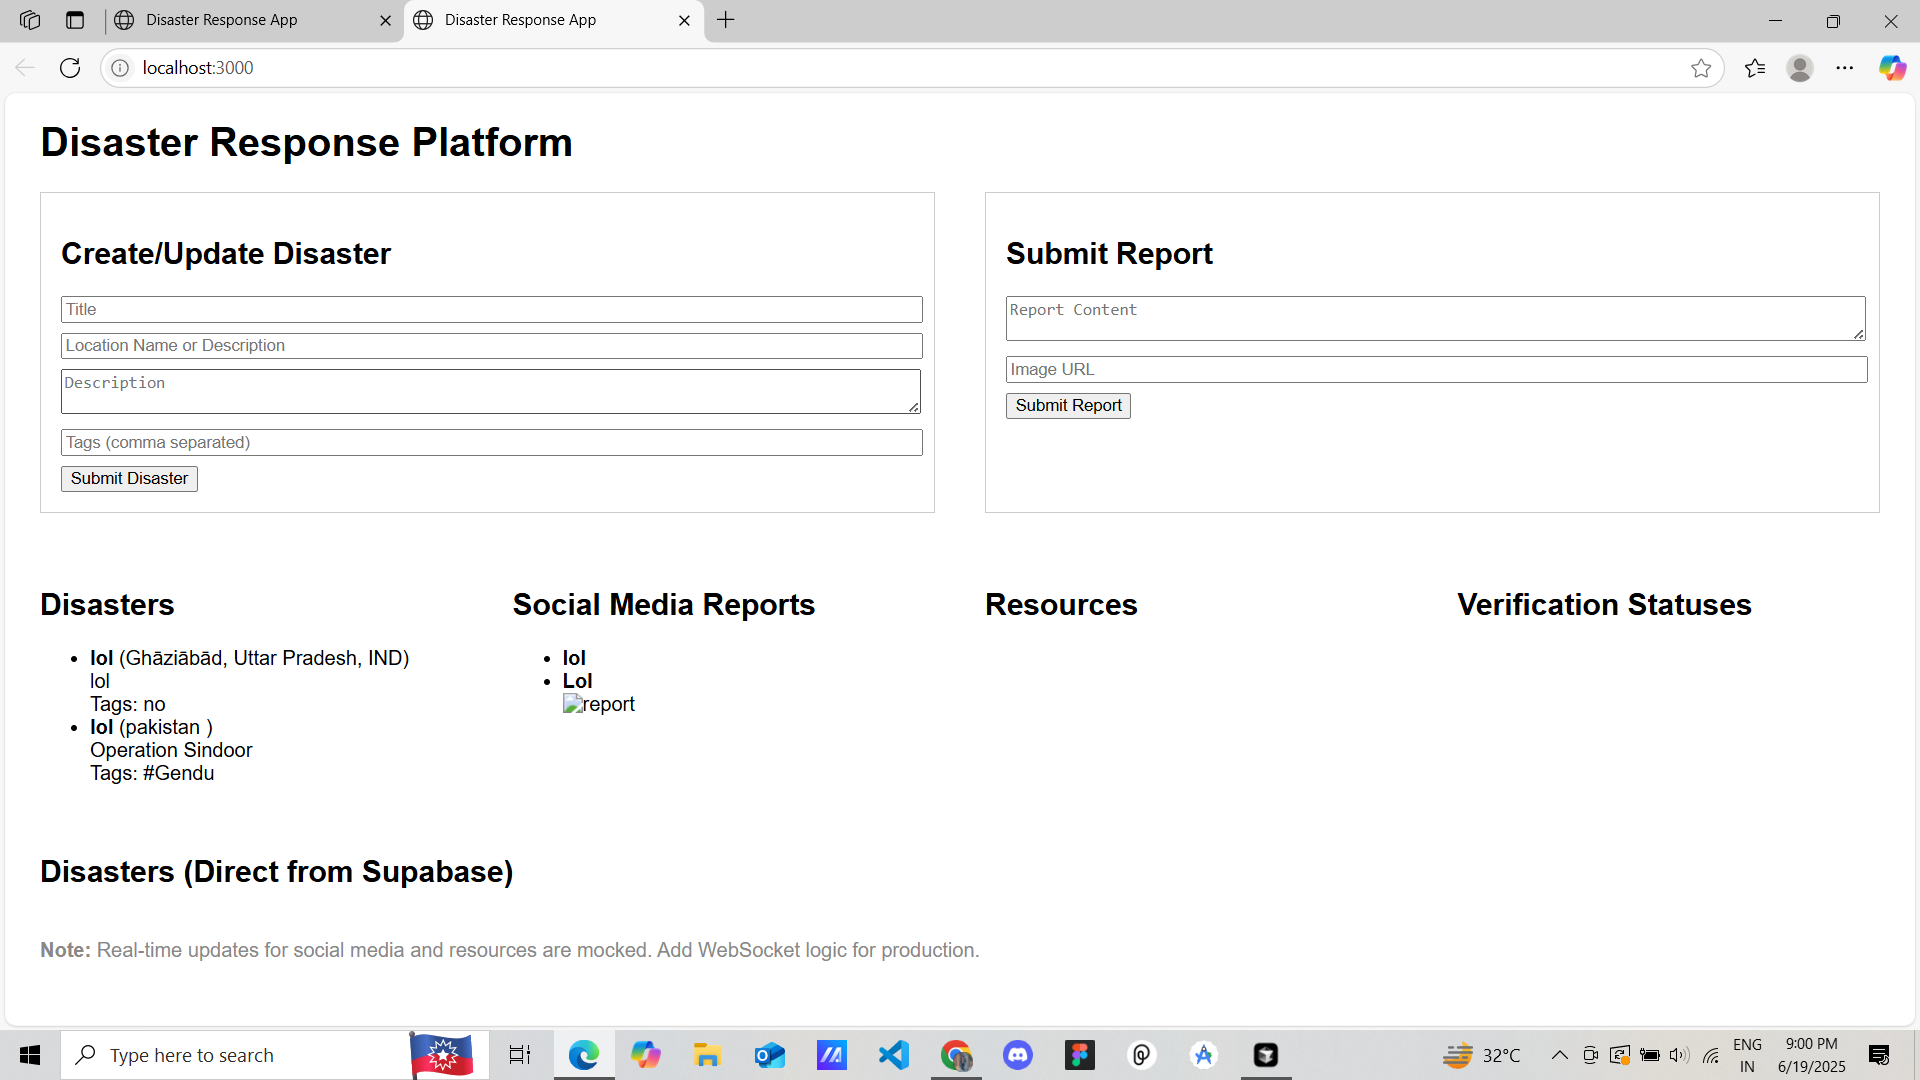 Disaster Response App
Disaster Response App
localhost:3000
Disaster Response Platform
Create/Update Disaster
Title
Location Name or Description
Description
Tags (comma separated)
Submit Disaster
Submit Report
Report Content
Image URL
Submit Report
Disasters
lol (Ghāziābād, Uttar Pradesh, IND)
lol
Tags: no
lol (pakistan )
Operation Sindoor
Tags: #Gendu
Social Media Reports
lol
Lol
report
Resources
Verification Statuses
Disasters (Direct from Supabase)
Note: Real-time updates for social media and resources are mocked. Add WebSocket logic for production.
Type here to search
32°C
ENG
IN
9:00 PM
6/19/2025